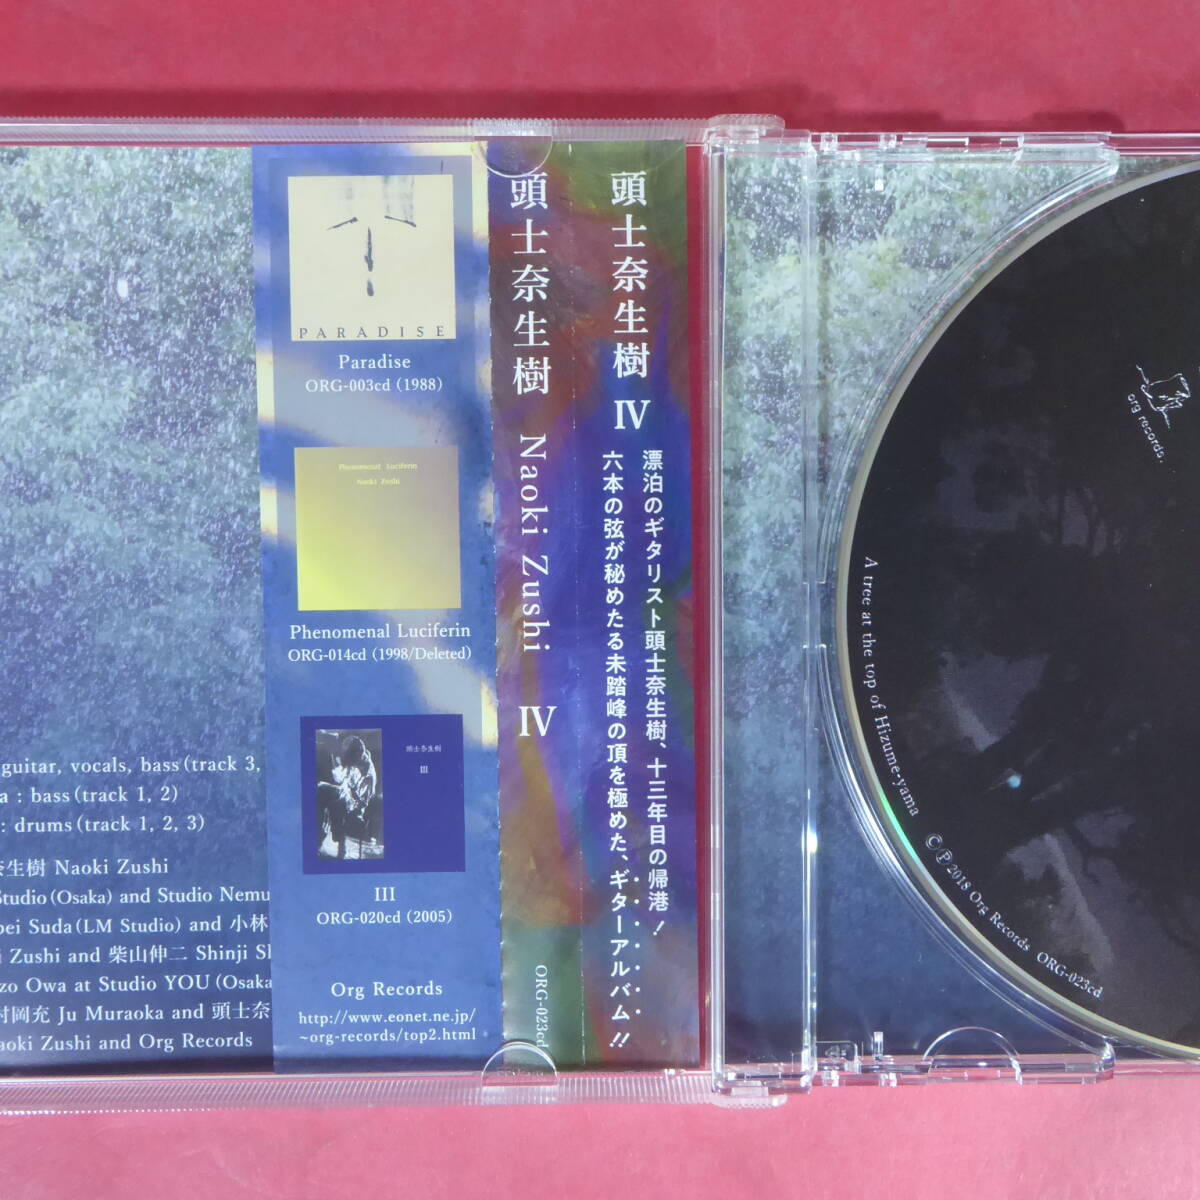 guitar, vocals, bass (track 3,
a : bass (track 1, 2)
: drums (track 1, 2, 3)
奈生樹 Naoki Zushi
Studio (Osaka) and Studio Nemu
pei Suda (LM Studio) and 小林
i Zushi and 柴山伸二 Shinji Sh
zo Owa at Studio YOU (Osaka
村岡充 Ju Muraoka and 頭士奈
aoki Zushi and Org Records
PARADISE
Paradise
ORG-003cd (1988)
Phenomenal Luciferin
Naoki Zushi
Phenomenal Luciferin
ORG-014cd (1998/Deleted)
頭士奈生樹
III
III
ORG-020cd (2005)
Org Records
http://www.eonet.ne.jp/
~org-records/top2.html
頭士奈生樹 Naoki Zushi IV
ORG-023cd
頭士奈生樹 IV
漂泊のギタリスト頭士奈生樹、十三年目の帰港!
六本の弦が秘めたる未踏峰の頂を極めた、ギターアルバム!!
org records.
A tree at the top of Hizume-yama
ⒸⓅ2018 Org Records ORG-023cd